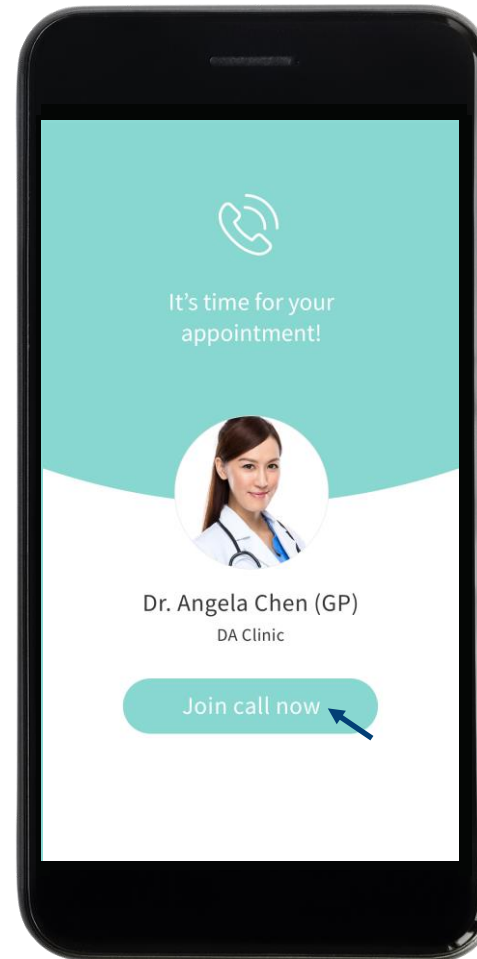 It’s time for your
appointment!
Dr. Angela Chen (GP)
DA Clinic
Join call now